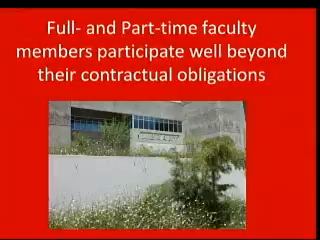 Full- and Part-time faculty
members participate well beyond
their contractual obligations